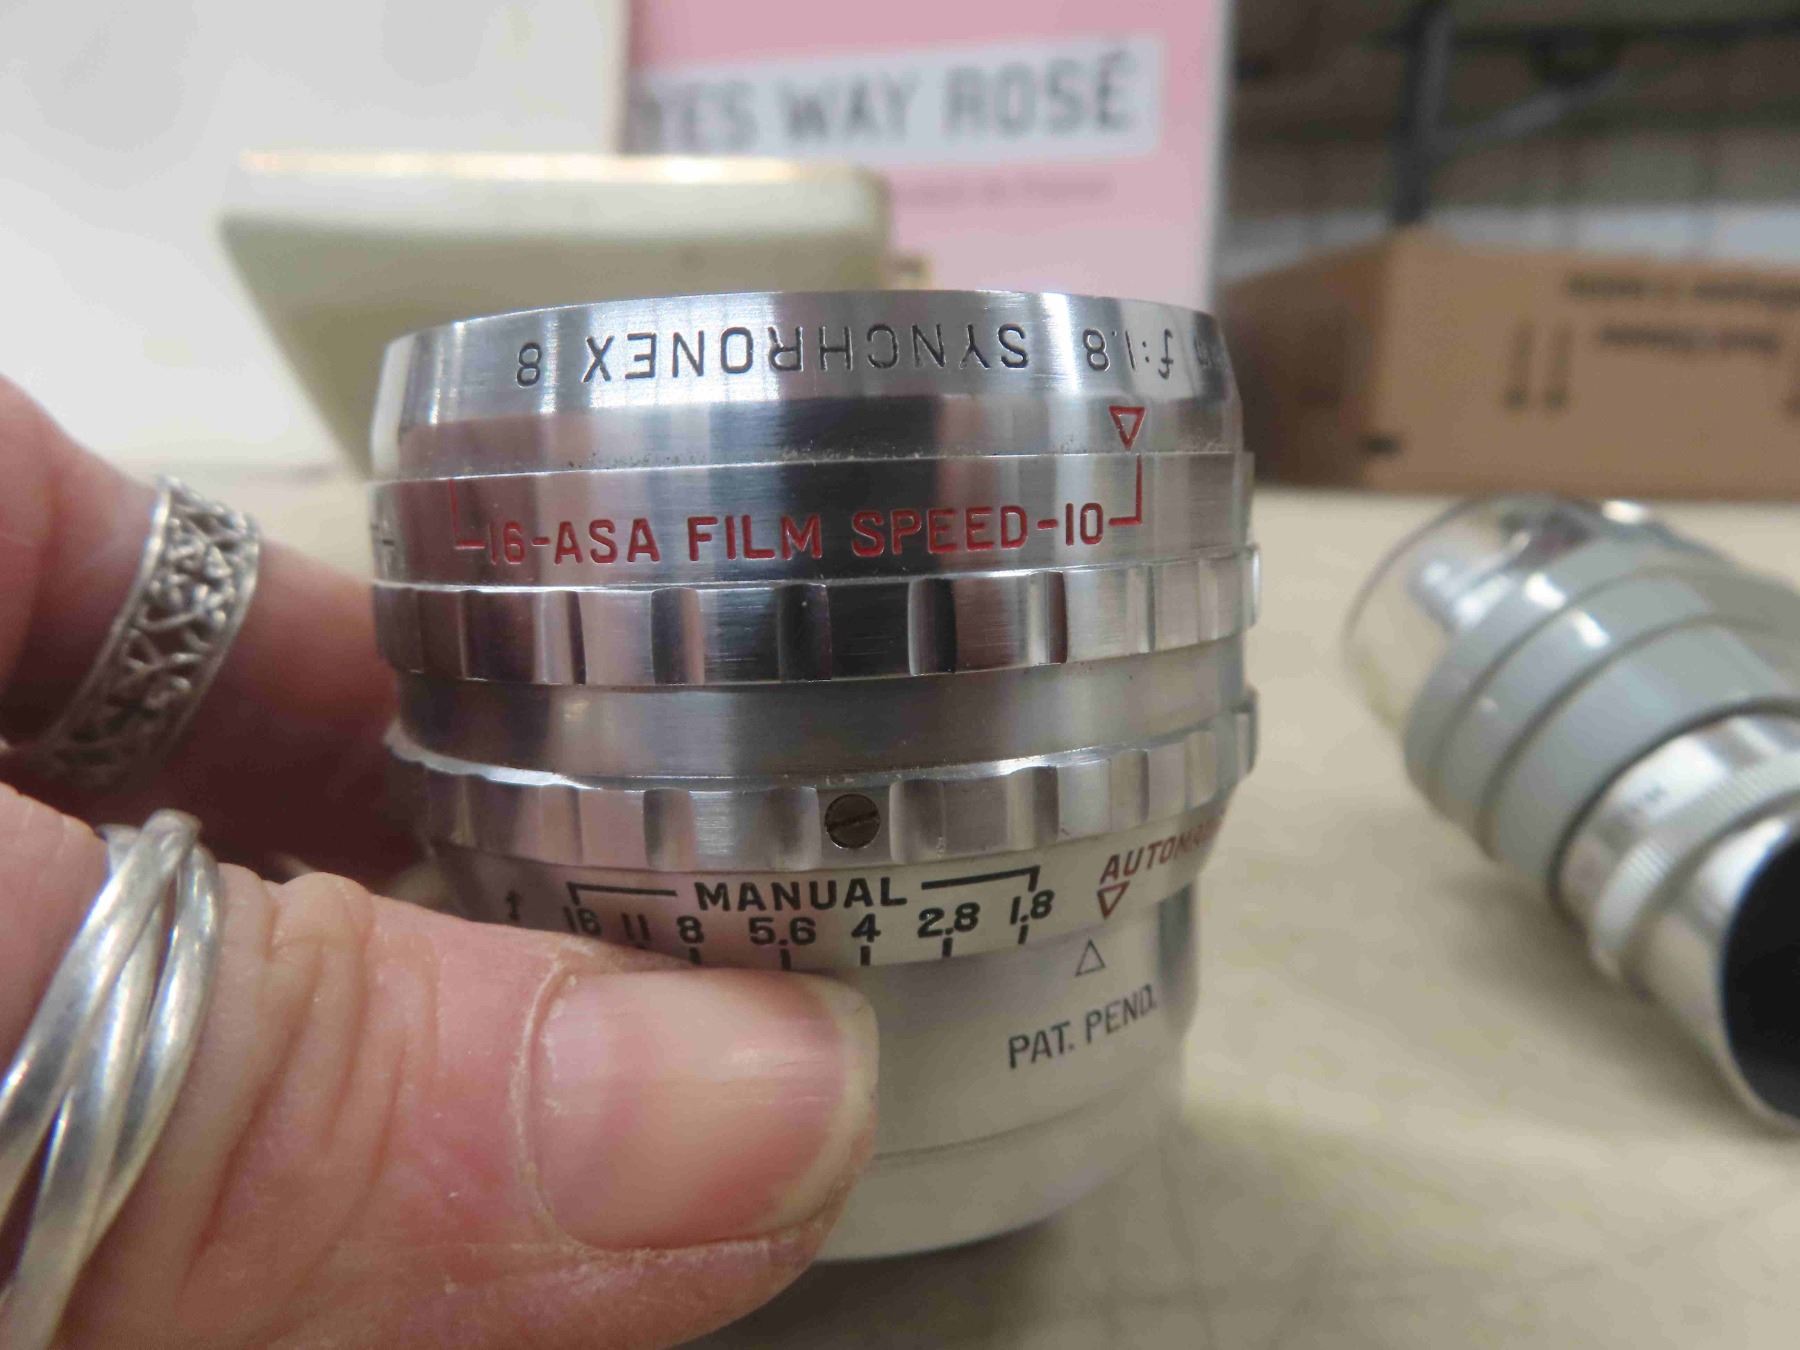 YES WAY ROSÉ
f:1.8 SYNCHRONEX 8
16-ASA FILM SPEED-10
AUTOMA
MANUAL
16 11 8 5.6 4 2.8 1.8
PAT. PEND.